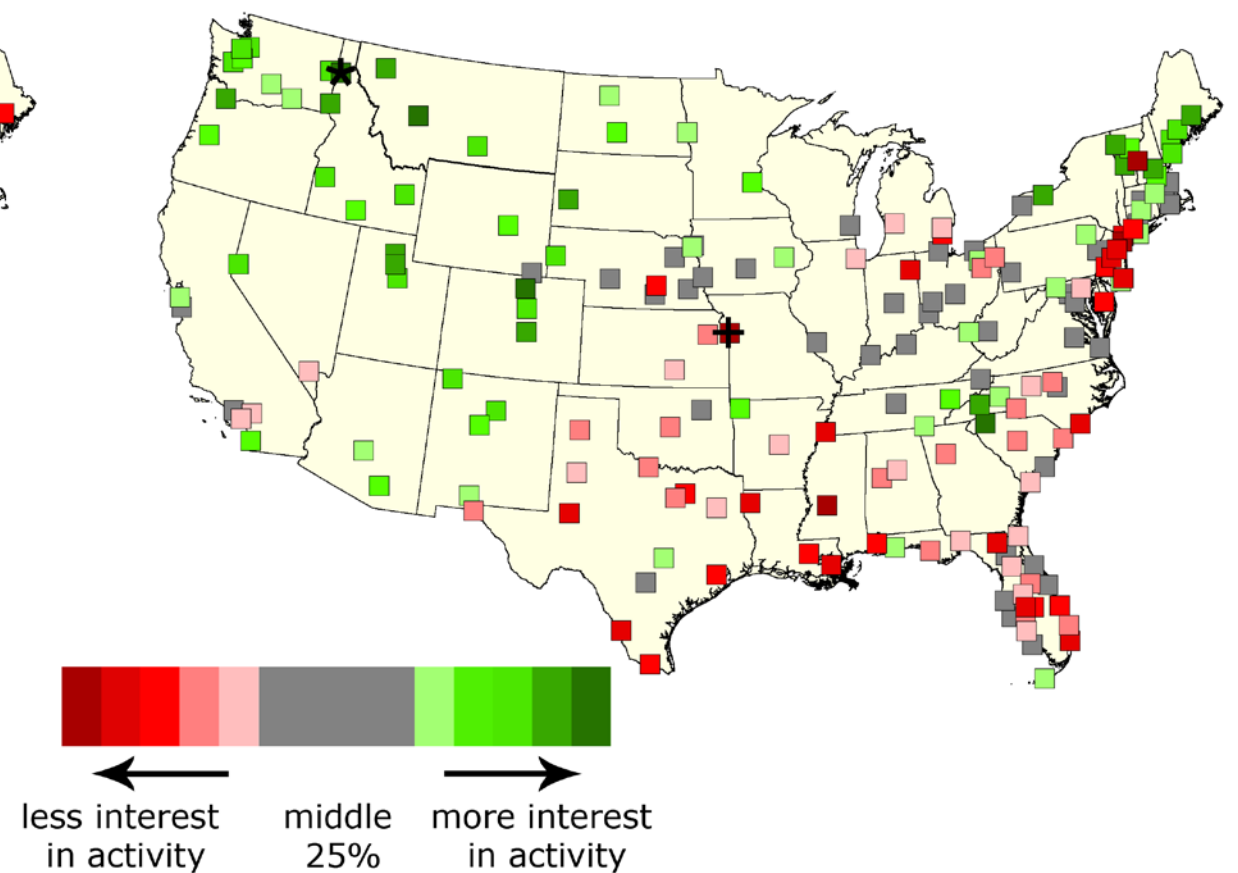 less interest
in activity
middle
25%
more interest
in activity